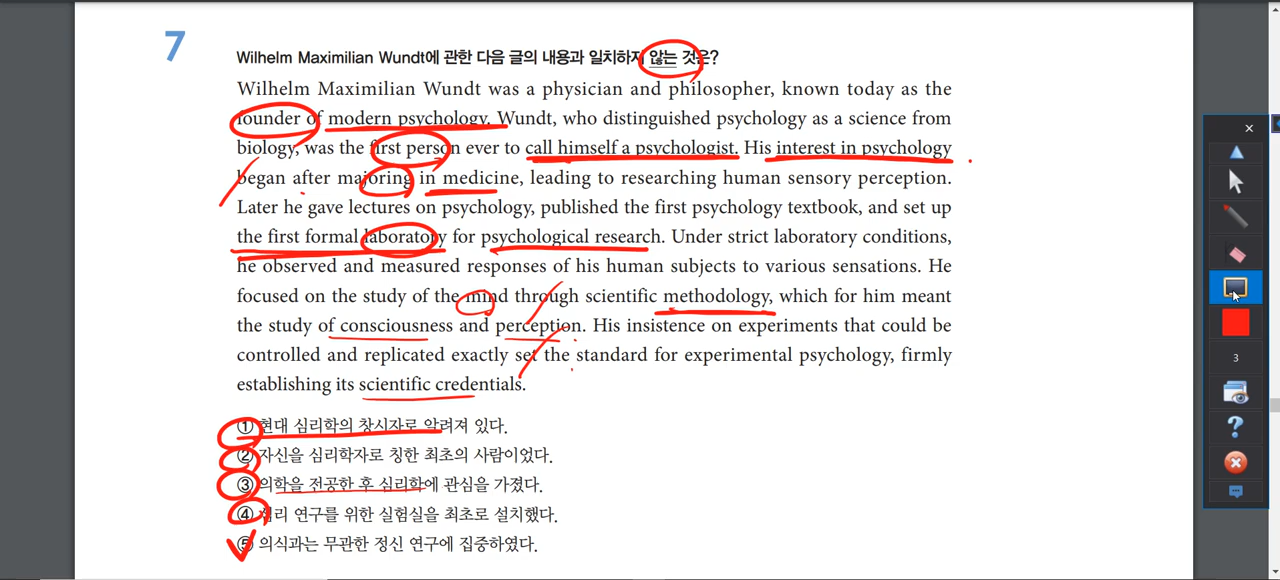 7
Wilhelm Maximilian Wundt에 관한 다음 글의 내용과 일치하지 않는 것은?
Wilhelm Maximilian Wundt was a physician and philosopher, known today as the
founder of modern psychology. Wundt, who distinguished psychology as a science from
biology, was the first person ever to call himself a psychologist. His interest in psychology
began after majoring in medicine, leading to researching human sensory perception.
Later he gave lectures on psychology, published the first psychology textbook, and set up
the first formal laboratory for psychological research. Under strict laboratory conditions,
he observed and measured responses of his human subjects to various sensations. He
focused on the study of the mind through scientific methodology, which for him meant
the study of consciousness and perception. His insistence on experiments that could be
controlled and replicated exactly set the standard for experimental psychology, firmly
establishing its scientific credentials.
① 현대 심리학의 창시자로 알려져 있다.
② 자신을 심리학자로 칭한 최초의 사람이었다.
③ 의학을 전공한 후 심리학에 관심을 가졌다.
④ 심리 연구를 위한 실험실을 최초로 설치했다.
⑤ 의식과는 무관한 정신 연구에 집중하였다.
3